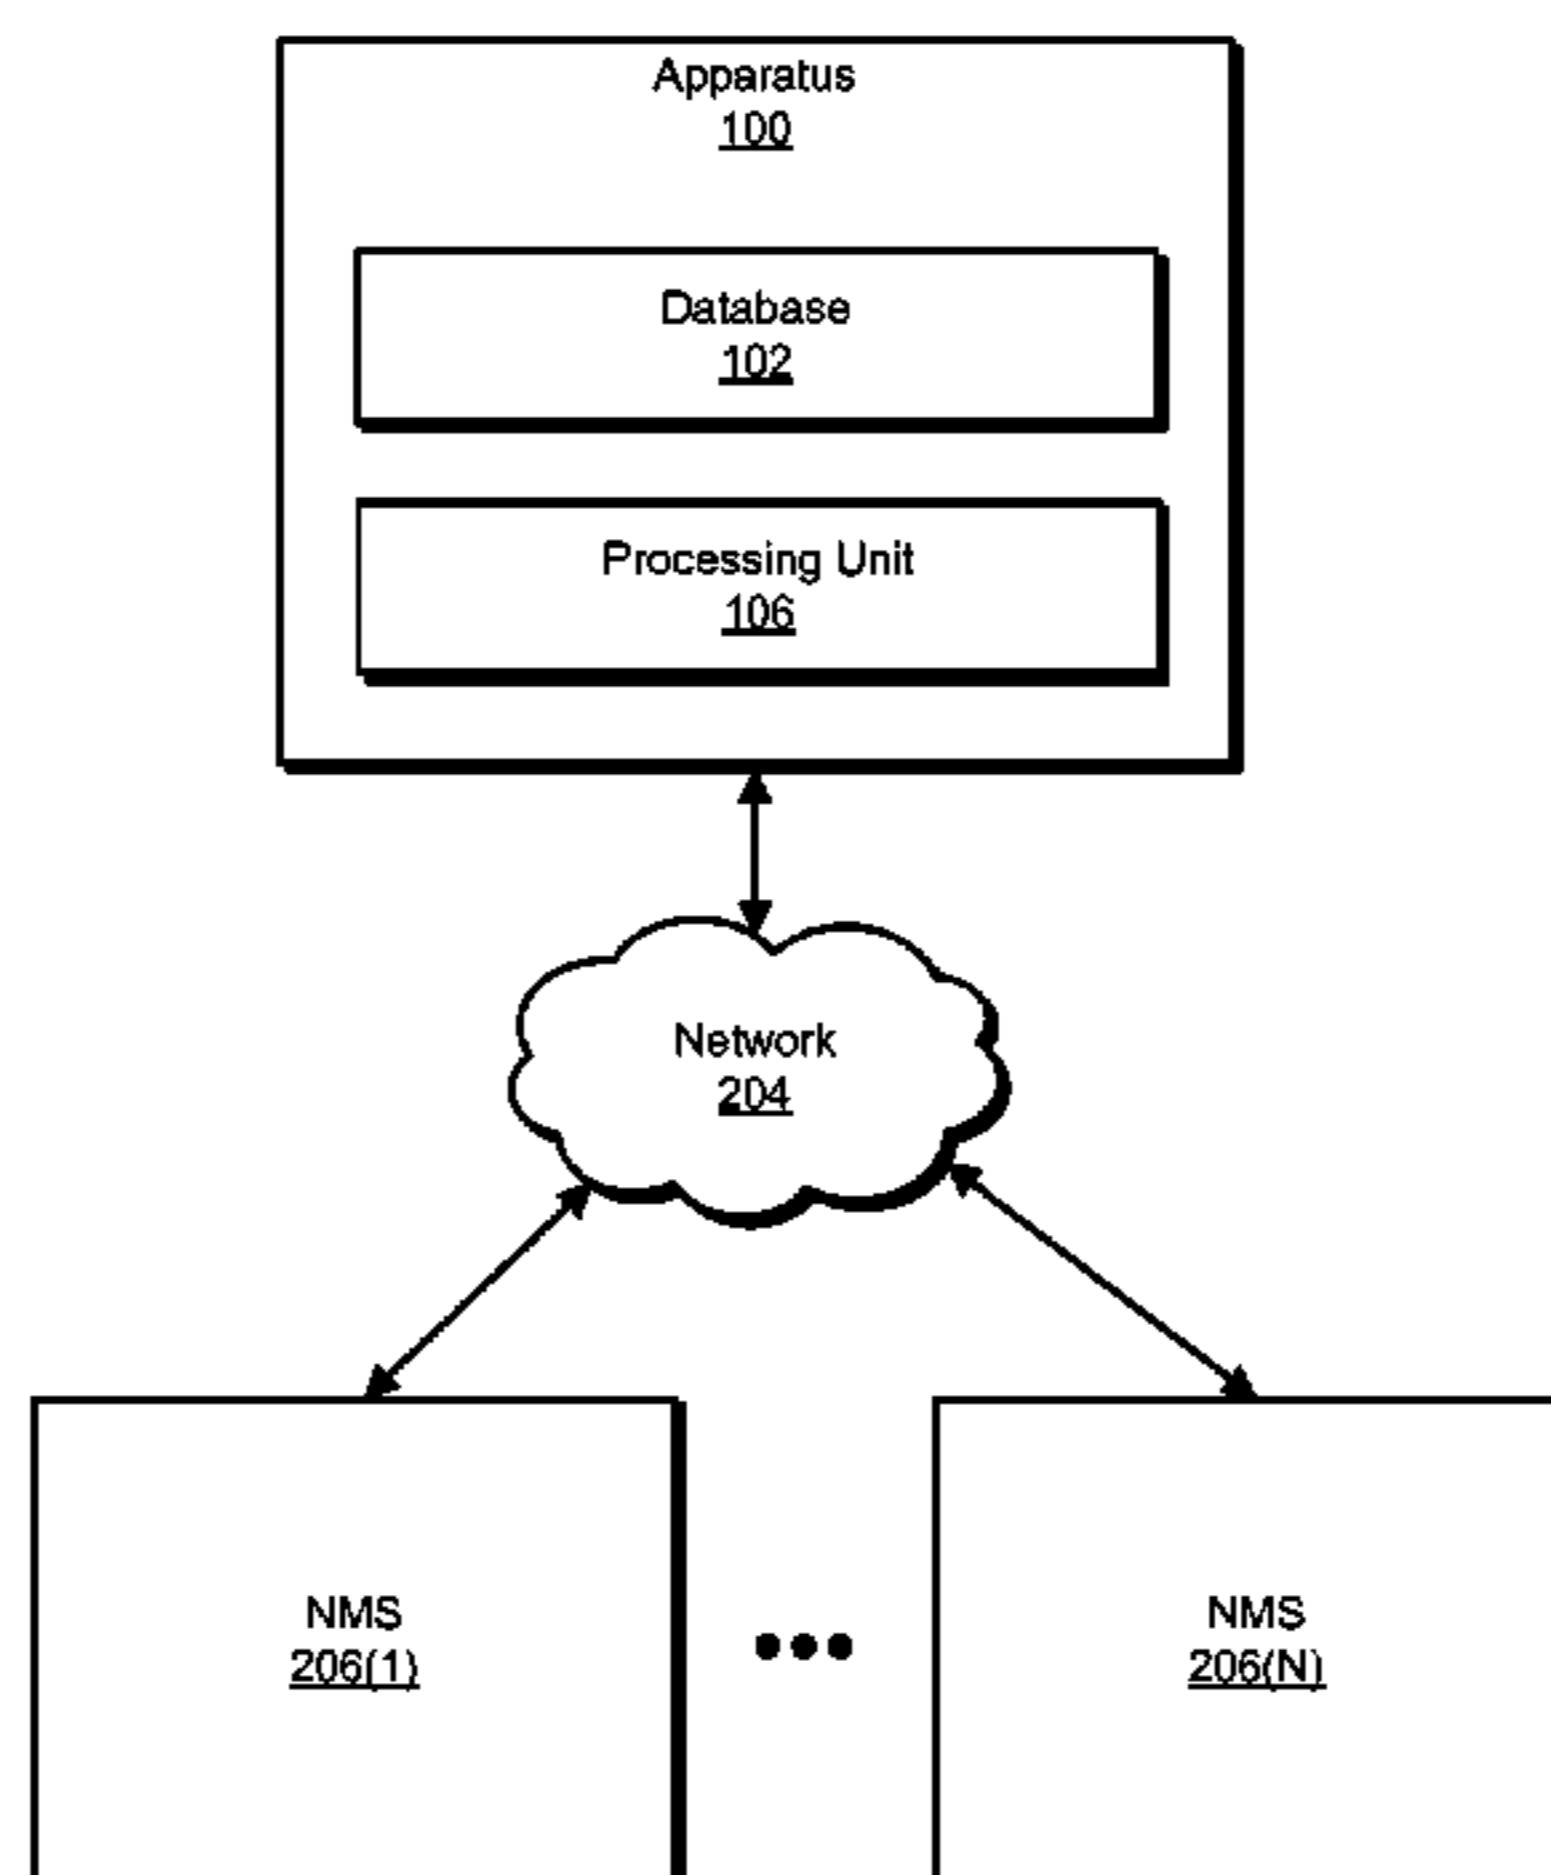 Apparatus
100
Database
102
Processing Unit
106
Network
204
NMS
206(1)
NMS
206(N)